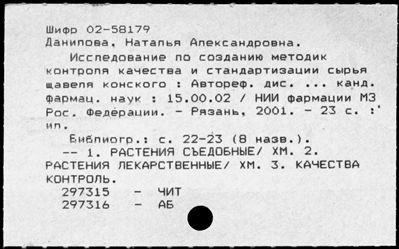 Шифр 02-58179
Данилова, Наталья Александровна.
Исследование по созданию методик
контроля качества и стандартизации сырья
щавеля конского : Автореф. дис. ... канд.
фармац. наук : 15.00.02 / НИИ фармации МЗ
Рос. Федерации. - Рязань, 2001. - 23 с. :
ил.
Библиогр.: с. 22-23 (8 назв.).
-- 1. РАСТЕНИЯ СЪЕДОБНЫЕ/ ХМ. 2.
РАСТЕНИЯ ЛЕКАРСТВЕННЫЕ/ ХМ. 3. КАЧЕСТВА
КОНТРОЛЬ.
297315 - ЧИТ
297316 - АБ